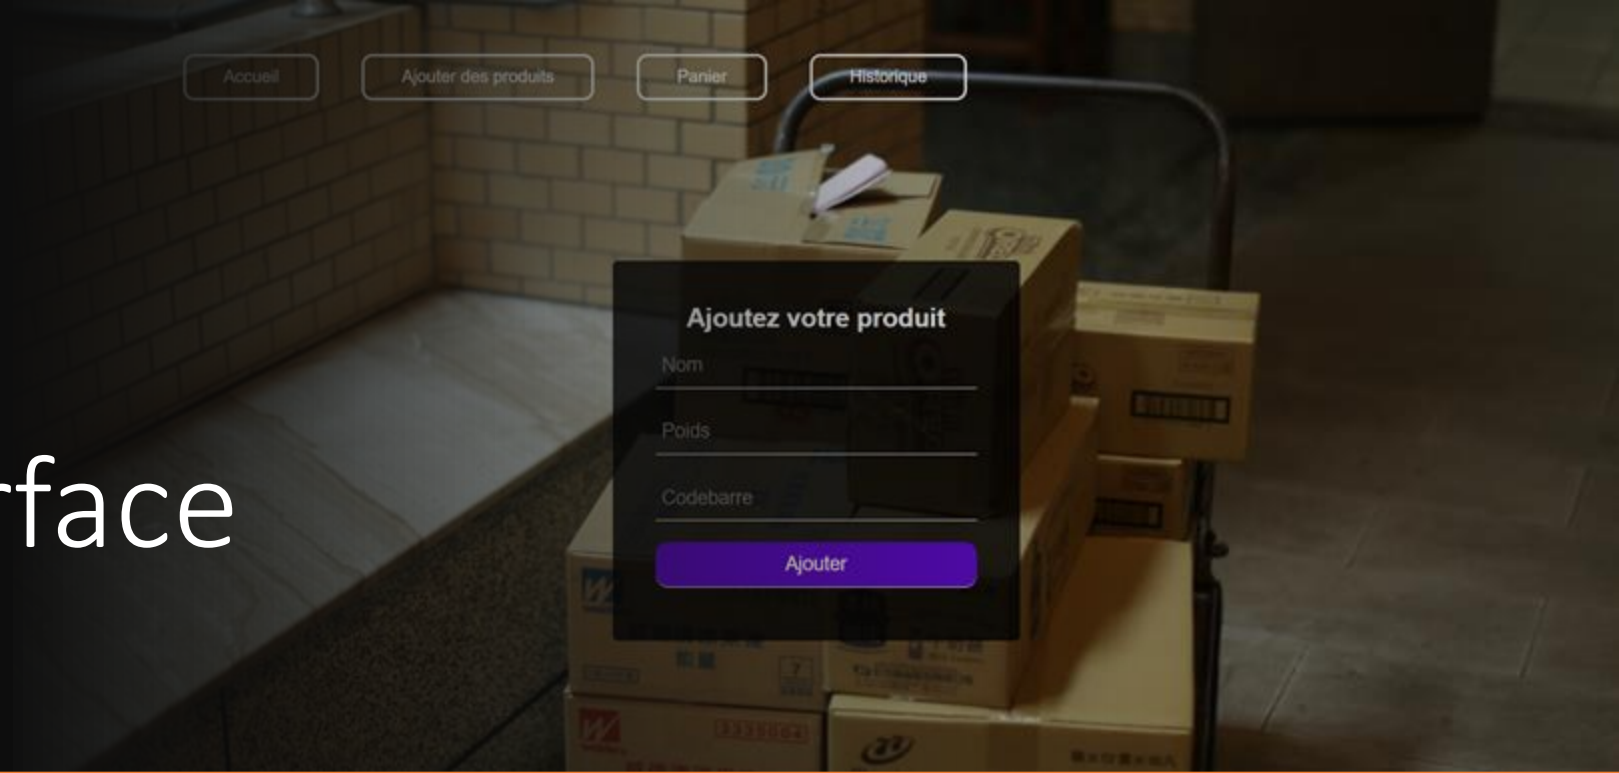 Accueil
Ajouter des produits
Panier
Historique
Ajoutez votre produit
Nom
Poids
Codebarre
Ajouter
rface